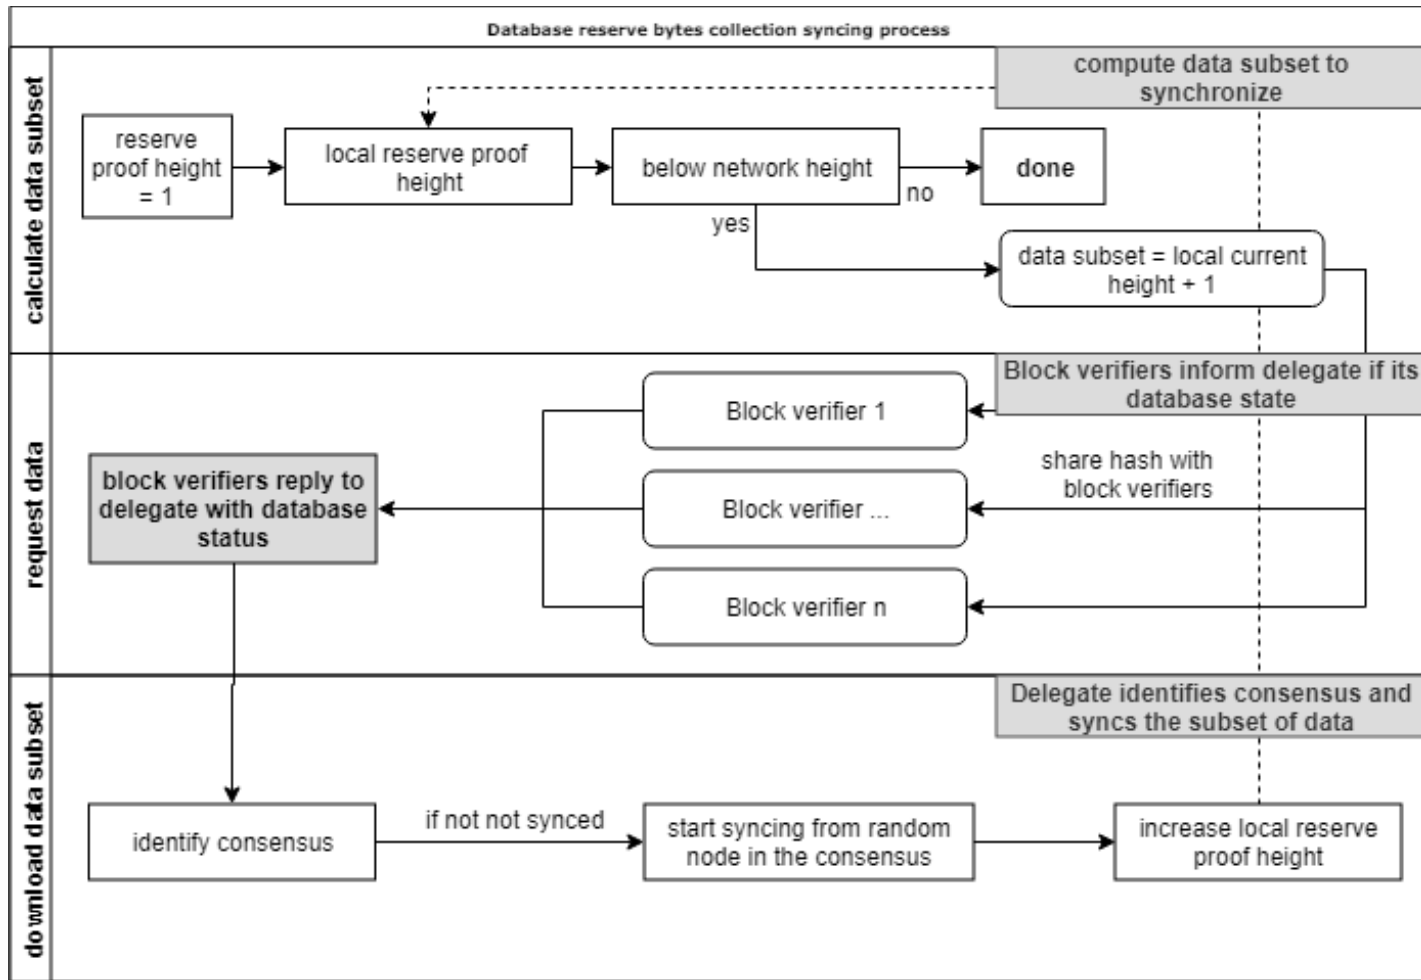 Database reserve bytes collection syncing process
calculate data subset
compute data subset to
synchronize
reserve
proof height
= 1
local reserve proof
height
below network height
done
no
yes
data subset = local current
height + 1
request data
Block verifiers inform delegate if its
database state
Block verifier 1
share hash with
block verifiers
block verifiers reply to
delegate with database
status
Block verifier ...
Block verifier n
download data subset
Delegate identifies consensus and
syncs the subset of data
identify consensus
if not not synced
start syncing from random
node in the consensus
increase local reserve
proof height